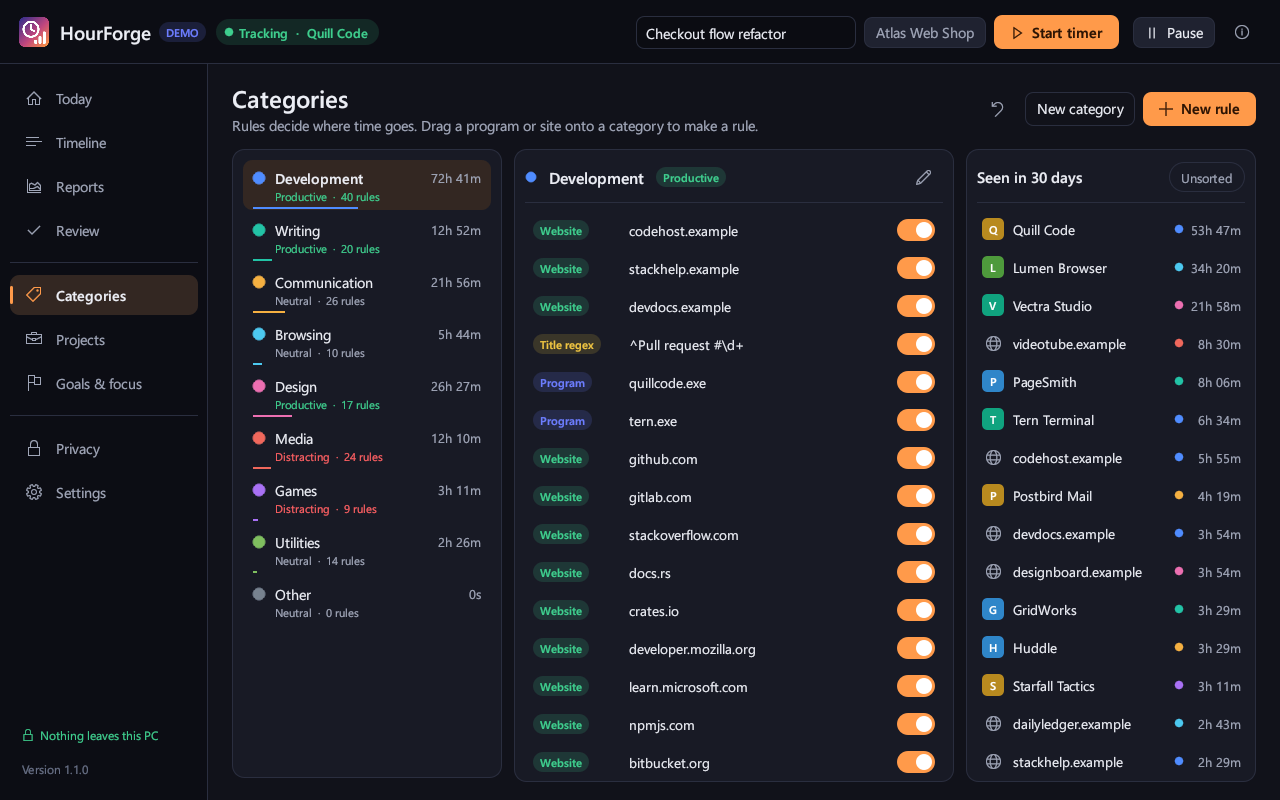 HourForge DEMO Tracking · Quill Code Checkout flow refactor Atlas Web Shop Start timer Pause
Today
Timeline
Reports
Review
Categories
Projects
Goals & focus
Privacy
Settings
Nothing leaves this PC
Version 1.1.0
Categories
Rules decide where time goes. Drag a program or site onto a category to make a rule.
New category
New rule
Development 72h 41m
Productive · 40 rules
Writing 12h 52m
Productive · 20 rules
Communication 21h 56m
Neutral · 26 rules
Browsing 5h 44m
Neutral · 10 rules
Design 26h 27m
Productive · 17 rules
Media 12h 10m
Distracting · 24 rules
Games 3h 11m
Distracting · 9 rules
Utilities 2h 26m
Neutral · 14 rules
Other 0s
Neutral · 0 rules
Development Productive
Website codehost.example
Website stackhelp.example
Website devdocs.example
Title regex ^Pull request #\d+
Program quillcode.exe
Program tern.exe
Website github.com
Website gitlab.com
Website stackoverflow.com
Website docs.rs
Website crates.io
Website developer.mozilla.org
Website learn.microsoft.com
Website npmjs.com
Website bitbucket.org
Seen in 30 days Unsorted
Q Quill Code 53h 47m
L Lumen Browser 34h 20m
V Vectra Studio 21h 58m
videotube.example 8h 30m
P PageSmith 8h 06m
T Tern Terminal 6h 34m
codehost.example 5h 55m
P Postbird Mail 4h 19m
devdocs.example 3h 54m
designboard.example 3h 54m
G GridWorks 3h 29m
H Huddle 3h 29m
S Starfall Tactics 3h 11m
dailyledger.example 2h 43m
stackhelp.example 2h 29m